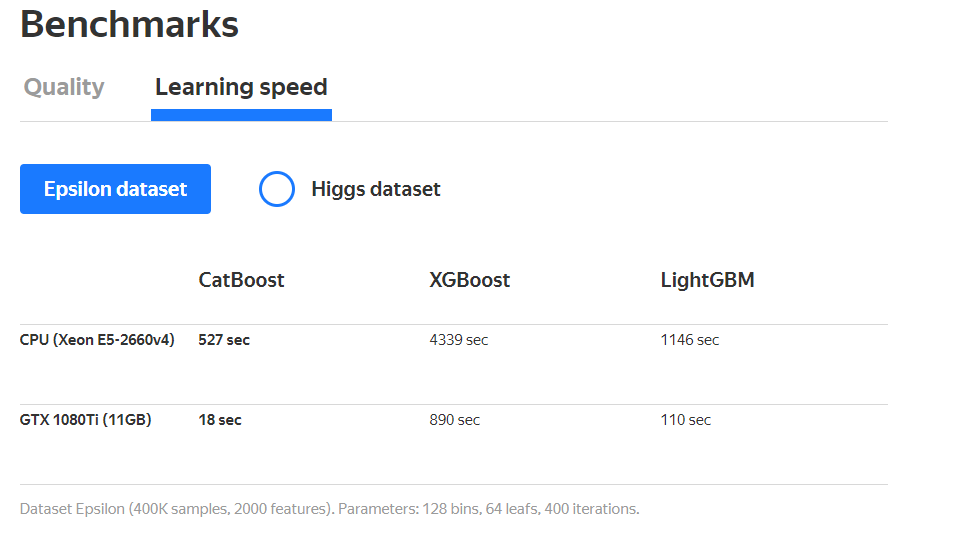 Benchmarks
Quality Learning speed
Epsilon dataset Higgs dataset
CatBoost XGBoost LightGBM
CPU (Xeon E5-2660v4) 527 sec 4339 sec 1146 sec
GTX 1080Ti (11GB) 18 sec 890 sec 110 sec
Dataset Epsilon (400K samples, 2000 features). Parameters: 128 bins, 64 leafs, 400 iterations.